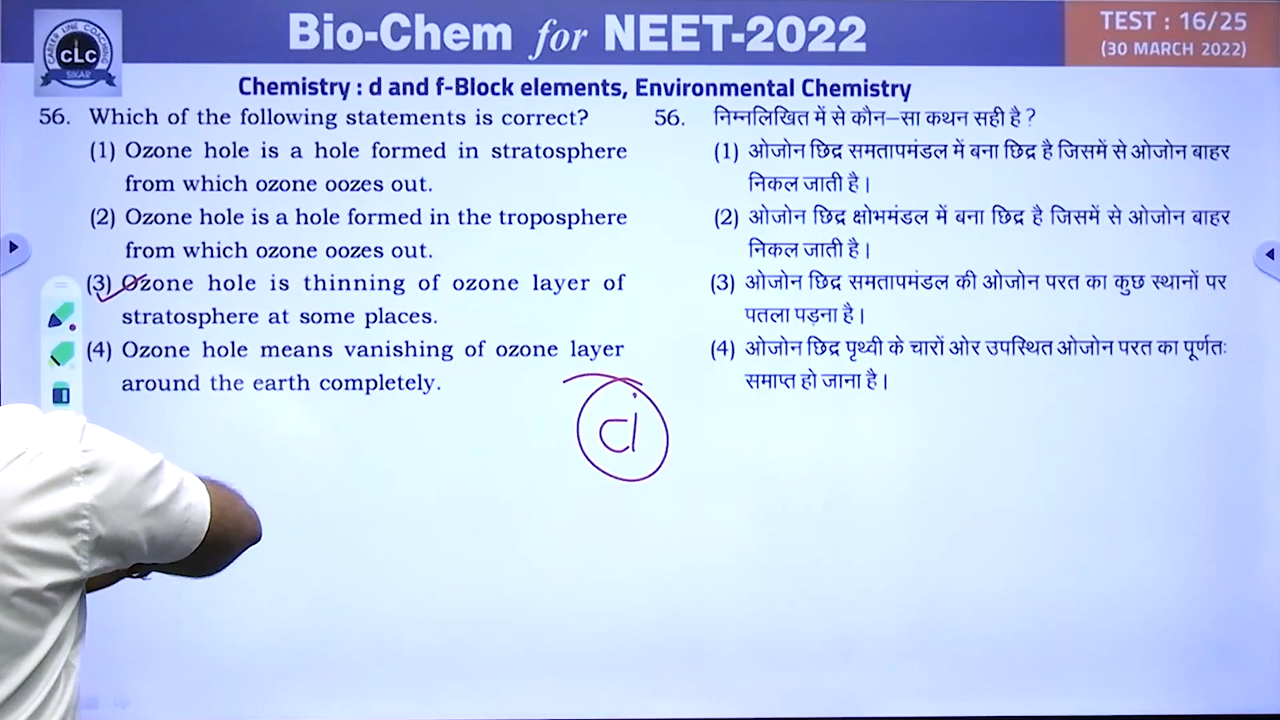 Bio-Chem for NEET-2022
TEST : 16/25
(30 MARCH 2022)
CAREER LINE COACHING
CLC
SIKAR
Chemistry : d and f-Block elements, Environmental Chemistry
56. Which of the following statements is correct?
(1) Ozone hole is a hole formed in stratosphere
from which ozone oozes out.
(2) Ozone hole is a hole formed in the troposphere
from which ozone oozes out.
(3) Ozone hole is thinning of ozone layer of
stratosphere at some places.
(4) Ozone hole means vanishing of ozone layer
around the earth completely.
56. निम्नलिखित में से कौन–सा कथन सही है ?
(1) ओजोन छिद्र समतापमंडल में बना छिद्र है जिसमें से ओजोन बाहर
निकल जाती है।
(2) ओजोन छिद्र क्षोभमंडल में बना छिद्र है जिसमें से ओजोन बाहर
निकल जाती है।
(3) ओजोन छिद्र समतापमंडल की ओजोन परत का कुछ स्थानों पर
पतला पड़ना है।
(4) ओजोन छिद्र पृथ्वी के चारों ओर उपस्थित ओजोन परत का पूर्णतः
समाप्त हो जाना है।